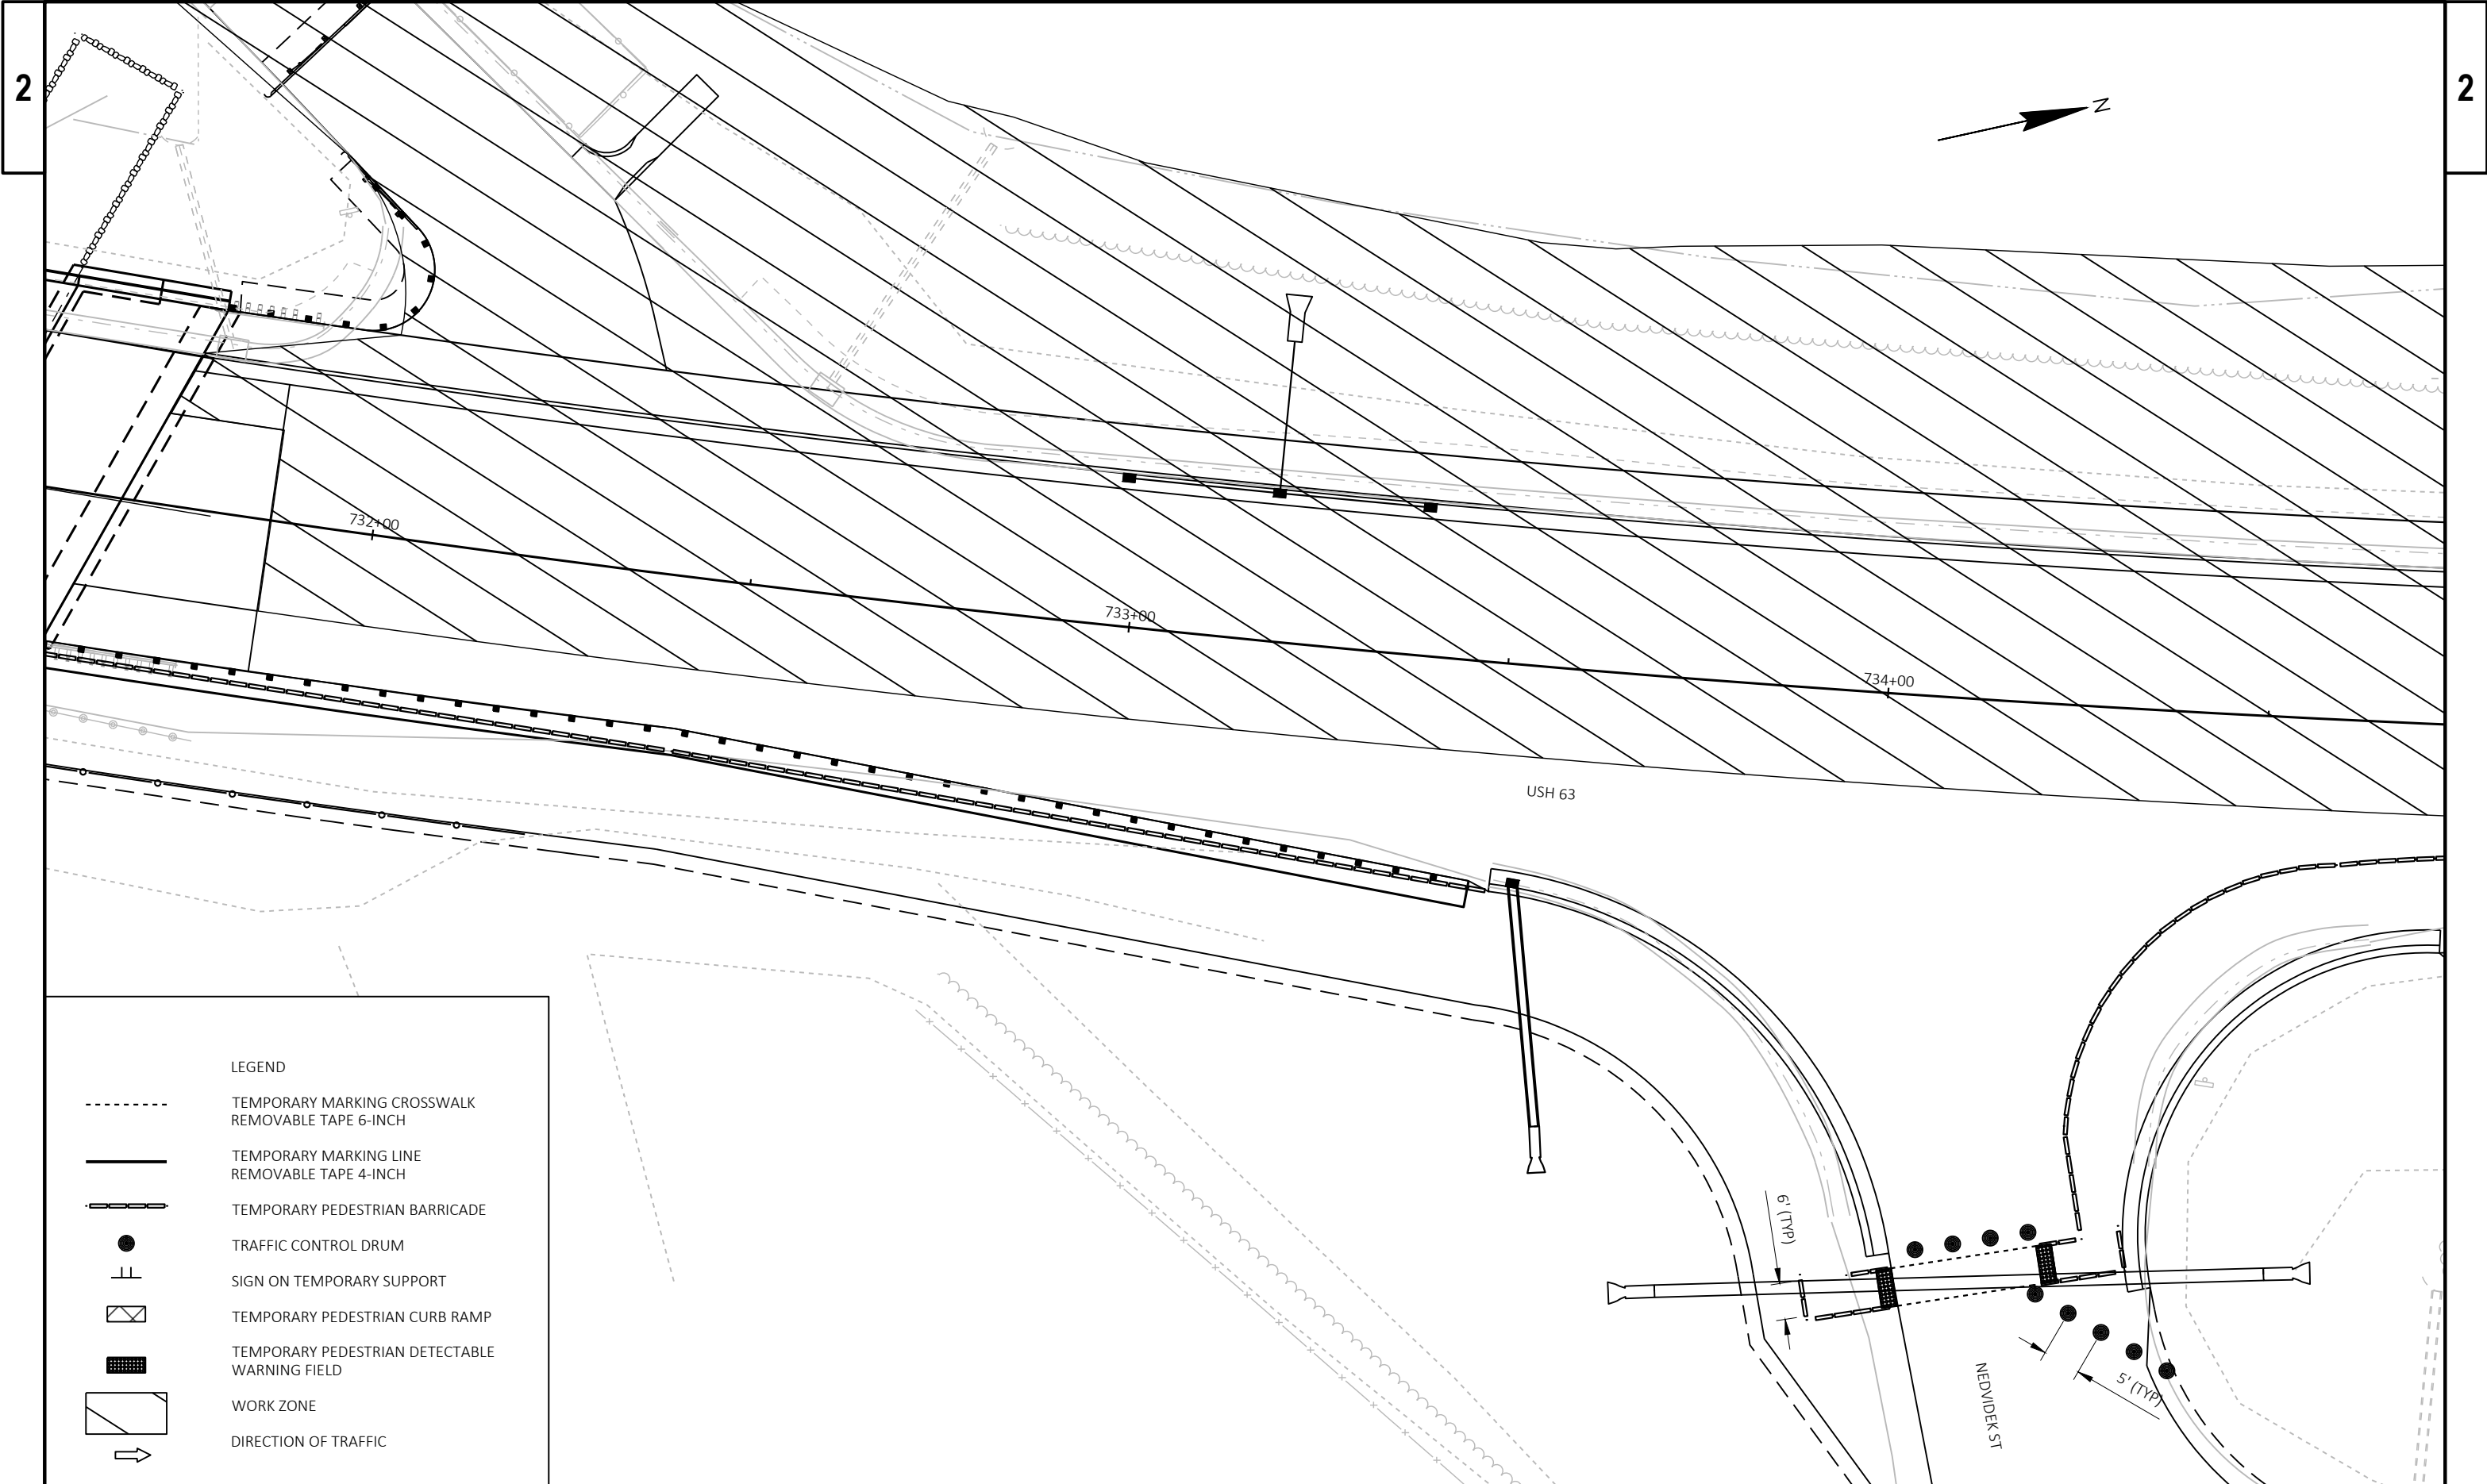 2
2
N
732+00
733+00
734+00
USH 63
6' (TYP)
5' (TYP)
NEDVIDEK ST
LEGEND
TEMPORARY MARKING CROSSWALK
REMOVABLE TAPE 6-INCH
TEMPORARY MARKING LINE
REMOVABLE TAPE 4-INCH
TEMPORARY PEDESTRIAN BARRICADE
TRAFFIC CONTROL DRUM
SIGN ON TEMPORARY SUPPORT
TEMPORARY PEDESTRIAN CURB RAMP
TEMPORARY PEDESTRIAN DETECTABLE
WARNING FIELD
WORK ZONE
DIRECTION OF TRAFFIC